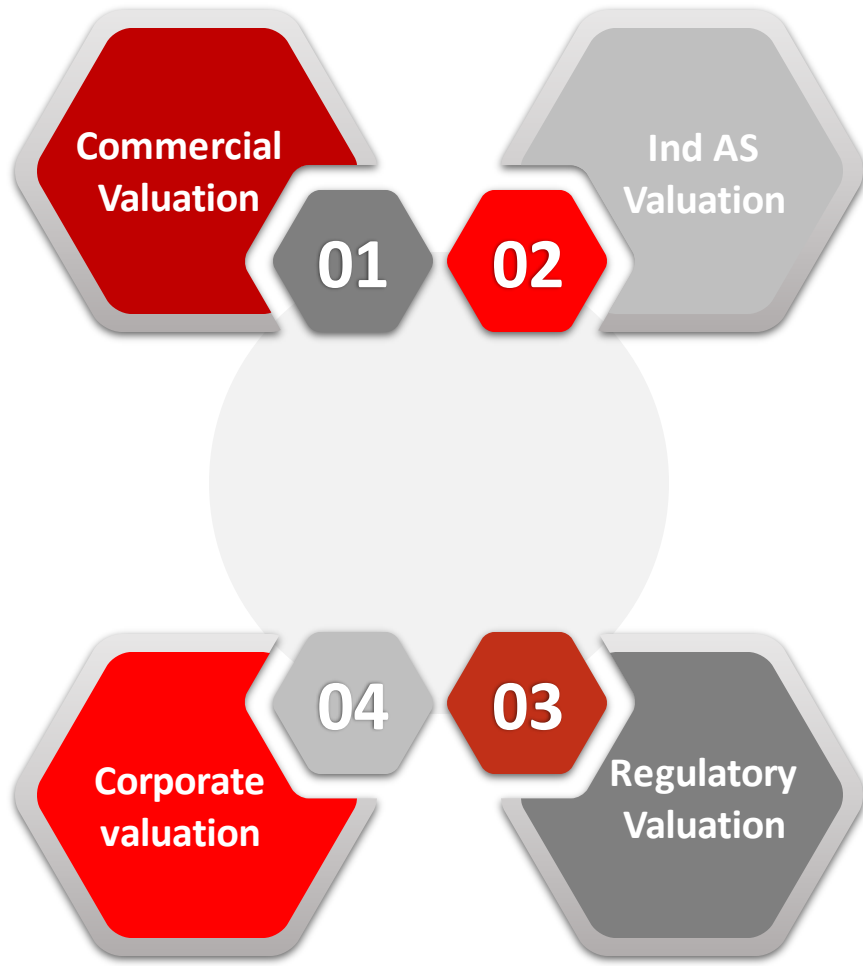 Commercial
Valuation
01
02
Ind AS
Valuation
04
03
Corporate
valuation
Regulatory
Valuation